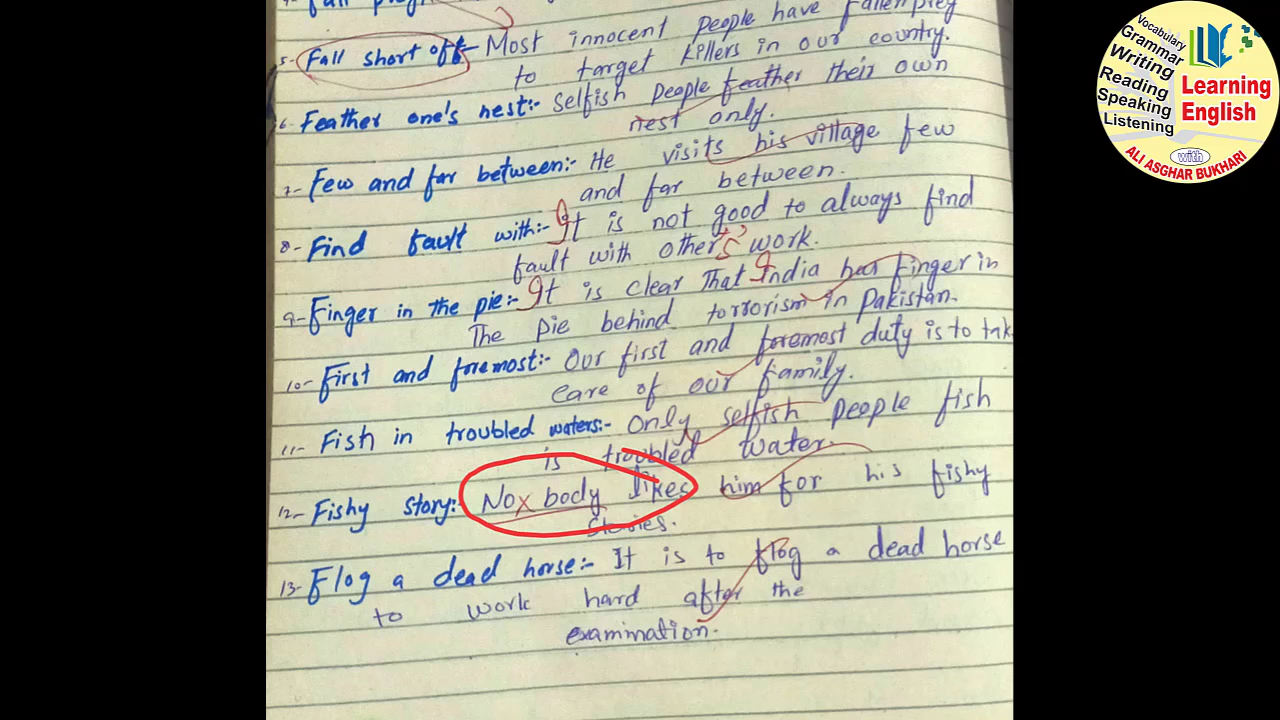 5- Fall short off- Most innocent people have fallen prey
to target killers in our country.
6- Feather one's nest:- Selfish people feather their own
nest only.
7- Few and far between:- He visits his village few
and far between.
8- Find fault with:- It is not good to always find
fault with others' work.
9- Finger in the pie:- It is clear That India has finger in
The pie behind terrorism in Pakistan.
10- First and foremost:- Our first and foremost duty is to tak
care of our family.
11- Fish in troubled waters:- Only selfish people fish
is troubled water.
12- Fishy story:- No body likes him for his fishy
stories.
13- Flog a dead horse:- It is to flog a dead horse
to work hard after the
examination.
Vocabulary
Grammar
Writing
Reading
Speaking
Listening
Learning
English
with
ALI ASGHAR BUKHARI